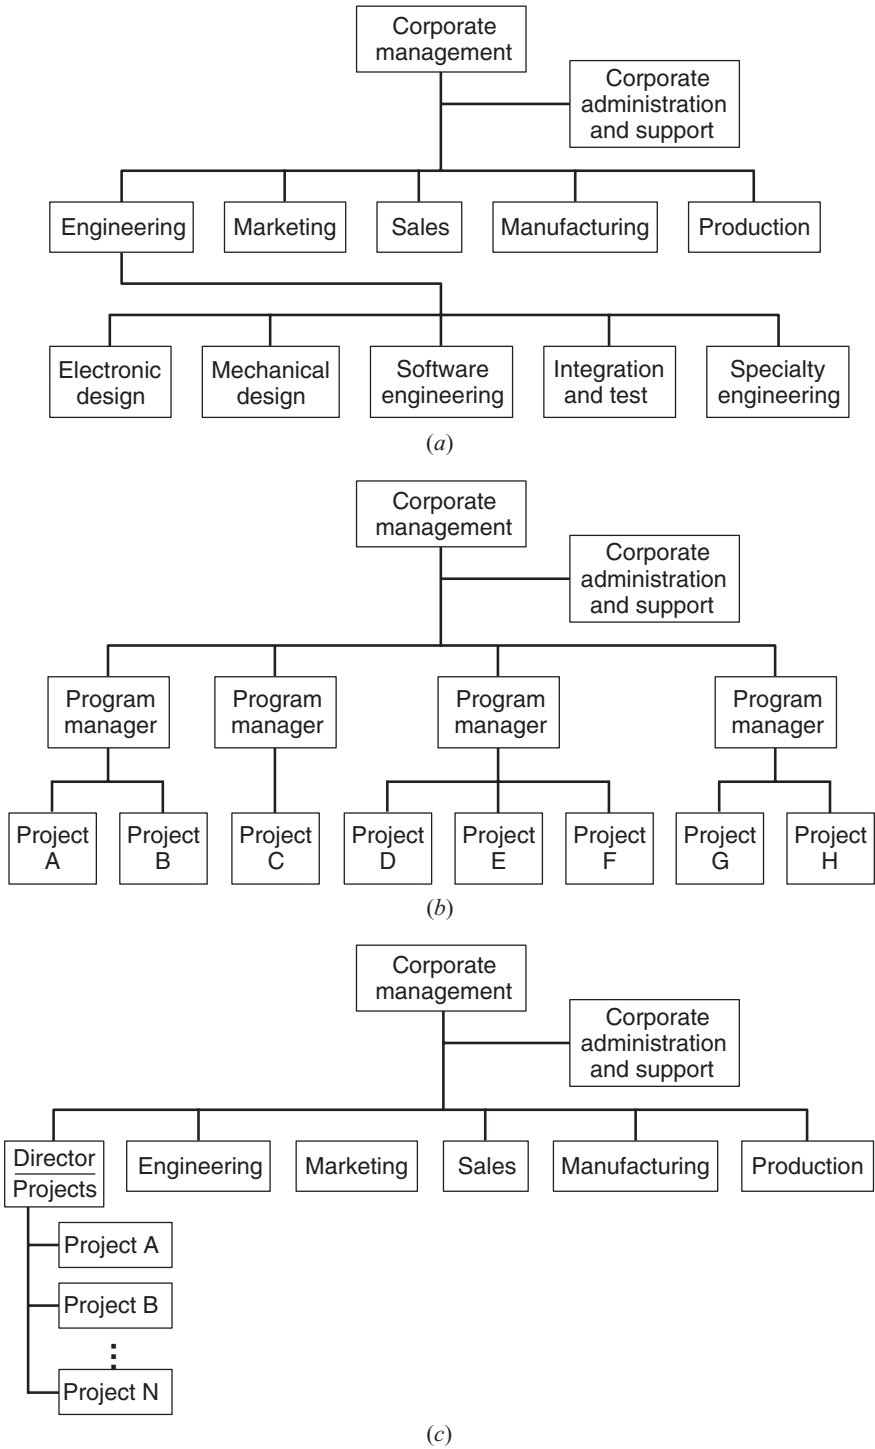 Corporate
management
Corporate
administration
and support
Engineering
Marketing
Sales
Manufacturing
Production
Electronic
design
Mechanical
design
Software
engineering
Integration
and test
Specialty
engineering
(a)
Corporate
management
Corporate
administration
and support
Program
manager
Program
manager
Program
manager
Program
manager
Project
A
Project
B
Project
C
Project
D
Project
E
Project
F
Project
G
Project
H
(b)
Corporate
management
Corporate
administration
and support
Director
Projects
Engineering
Marketing
Sales
Manufacturing
Production
Project A
Project B
⋮
Project N
(c)